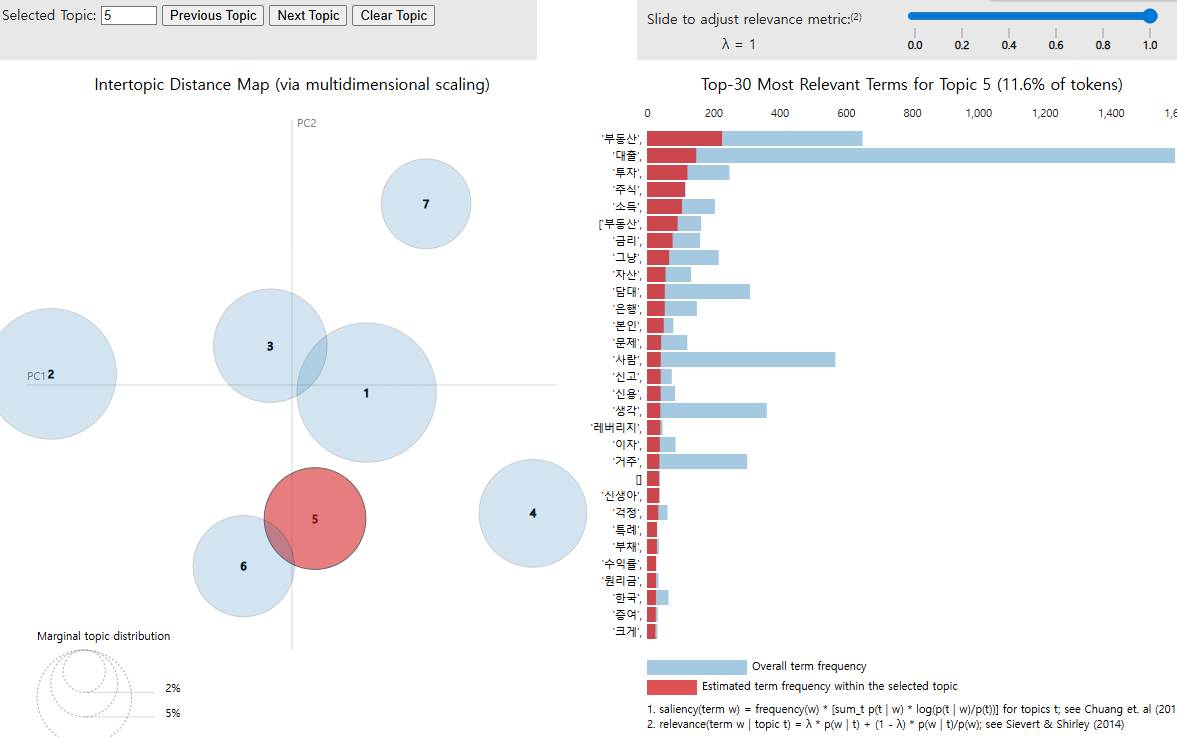 Selected Topic: 5 Previous Topic Next Topic Clear Topic
Slide to adjust relevance metric:(2)
λ = 1
0.0 0.2 0.4 0.6 0.8 1.0
Intertopic Distance Map (via multidimensional scaling)
PC2
7
3
PC1 2
1
5
4
6
Marginal topic distribution
2%
5%
Top-30 Most Relevant Terms for Topic 5 (11.6% of tokens)
0 200 400 600 800 1,000 1,200 1,400 1,6
'부동산',
'대출',
'투자',
'주식',
'소득',
['부동산',
'금리',
'그냥',
'자산',
'담대',
'은행',
'본인',
'문제',
'사람',
'신고',
'신용',
'생각',
'레버리지',
'이자',
'거주',
[]
'신생아',
'걱정',
'특례',
'부채',
'수익률',
'원리금',
'한국',
'증여',
'크게',
Overall term frequency
Estimated term frequency within the selected topic
1. saliency(term w) = frequency(w) * [sum_t p(t | w) * log(p(t | w)/p(t))] for topics t; see Chuang et. al (201
2. relevance(term w | topic t) = λ * p(w | t) + (1 - λ) * p(w | t)/p(w); see Sievert & Shirley (2014)